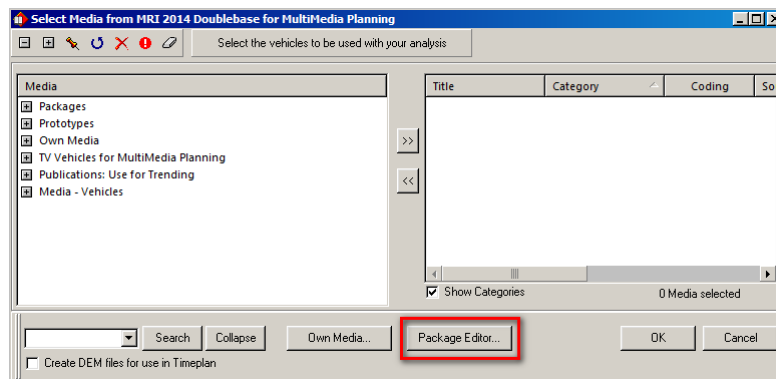 Select Media from MRI 2014 Doublebase for MultiMedia Planning
Select the vehicles to be used with your analysis
Media
Packages
Prototypes
Own Media
TV Vehicles for MultiMedia Planning
Publications: Use for Trending
Media - Vehicles
>>
<<
Title Category Coding So
Show Categories
0 Media selected
Search Collapse Own Media... Package Editor... OK Cancel
Create DEM files for use in Timeplan